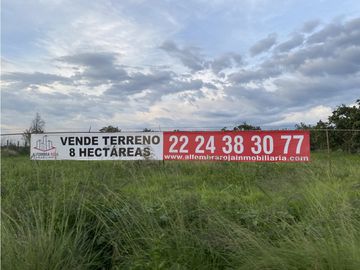 VENDE TERRENO
8 HECTÁREAS
22 24 38 30 77
www.alfombrarojainmobiliaria.com